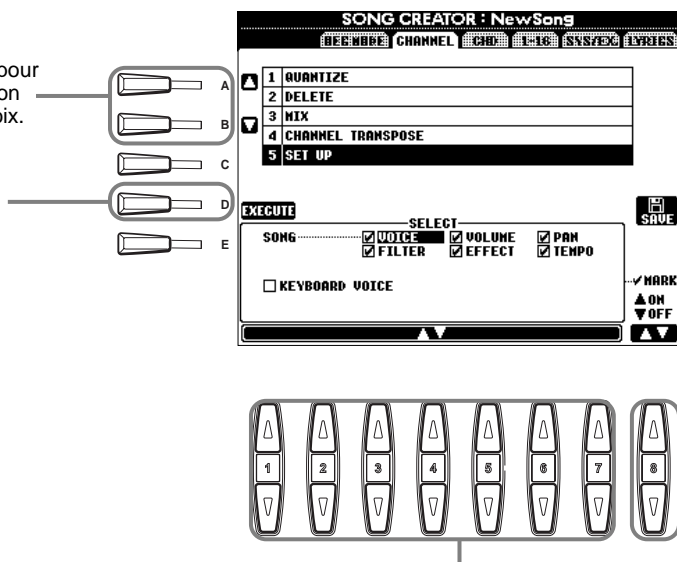 SONG CREATOR : NewSong
REC MODE CHANNEL CHD 1-16 SYS/EX. LYRICS
pour
on
oix.
A
B
C
D
E
1 QUANTIZE
2 DELETE
3 MIX
4 CHANNEL TRANSPOSE
5 SET UP
EXECUTE
SAVE
SELECT
SONG VOICE VOLUME PAN
FILTER EFFECT TEMPO
KEYBOARD VOICE
MARK
ON
OFF
1 2 3 4 5 6 7 8